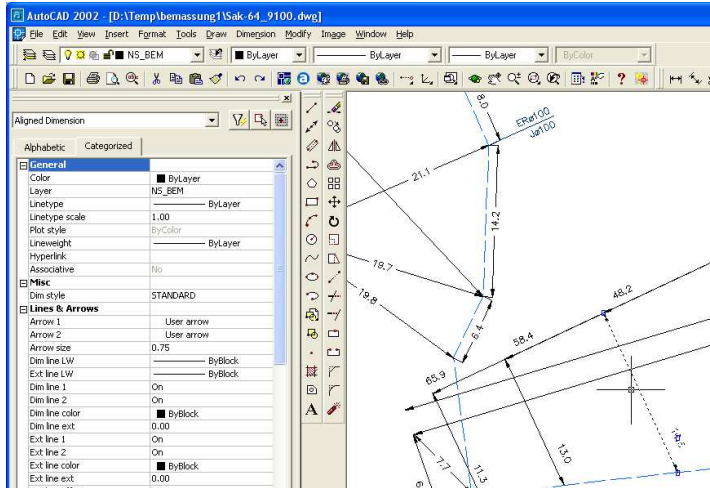 AutoCAD 2002 - [D:\Temp\bemassung1\Sak-64_9100.dwg]
File Edit View Insert Format Tools Draw Dimension Modify Image Window Help
NS_BEM ByLayer ByLayer ByLayer ByColor
Aligned Dimension
Alphabetic Categorized
General
Color ByLayer
Layer NS_BEM
Linetype ByLayer
Linetype scale 1.00
Plot style ByColor
Lineweight ByLayer
Hyperlink
Associative No
Misc
Dim style STANDARD
Lines & Arrows
Arrow 1 User arrow
Arrow 2 User arrow
Arrow size 0.75
Dim line LW ByBlock
Ext line LW ByBlock
Dim line 1 On
Dim line 2 On
Dim line color ByBlock
Dim line ext 0.00
Ext line 1 On
Ext line 2 On
Ext line color ByBlock
Ext line ext 0.00
8.0
ERø100
Jø100
21.1
14.2
19.7
19.8
6.4
48.2
58.4
65.9
13.0
11.3
7.7
6